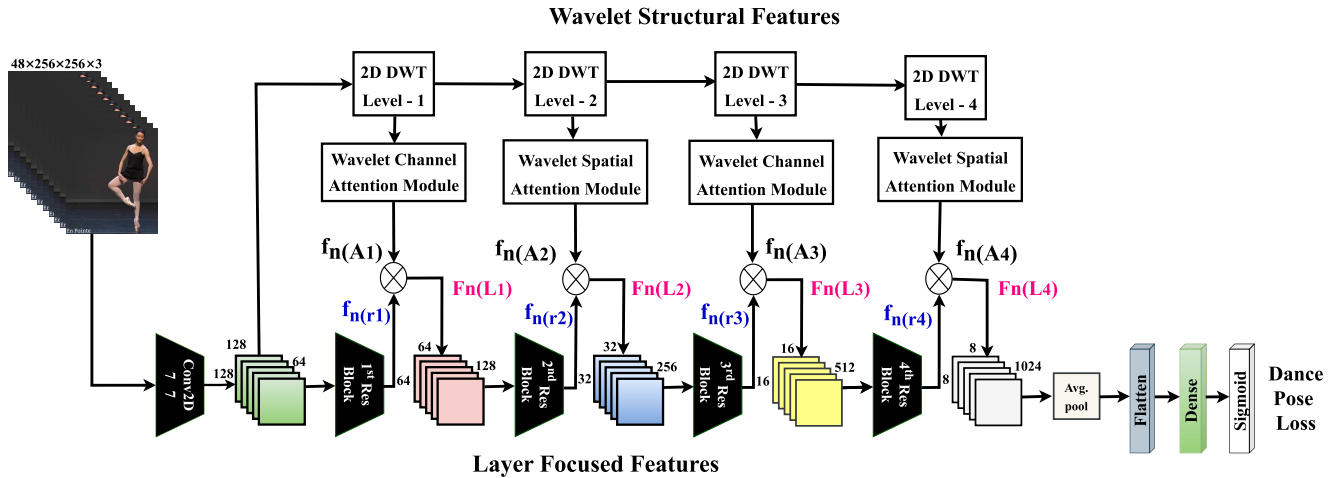 Wavelet Structural Features
48×256×256×3
2D DWT
Level - 1
2D DWT
Level - 2
2D DWT
Level - 3
2D DWT
Level - 4
Wavelet Channel
Attention Module
Wavelet Spatial
Attention Module
Wavelet Channel
Attention Module
Wavelet Spatial
Attention Module
En Pointe
fn(A1)
fn(A2)
fn(A3)
fn(A4)
Fn(L1)
Fn(L2)
Fn(L3)
Fn(L4)
fn(r1)
fn(r2)
fn(r3)
fn(r4)
Conv2D
7 7
128
128
64
1st Res
Block
64
64
128
2nd Res
Block
32
32
256
3rd Res
Block
16
16
512
4th Res
Block
8
8
1024
Avg.
pool
Flatten
Dense
Sigmoid
Dance
Pose
Loss
Layer Focused Features